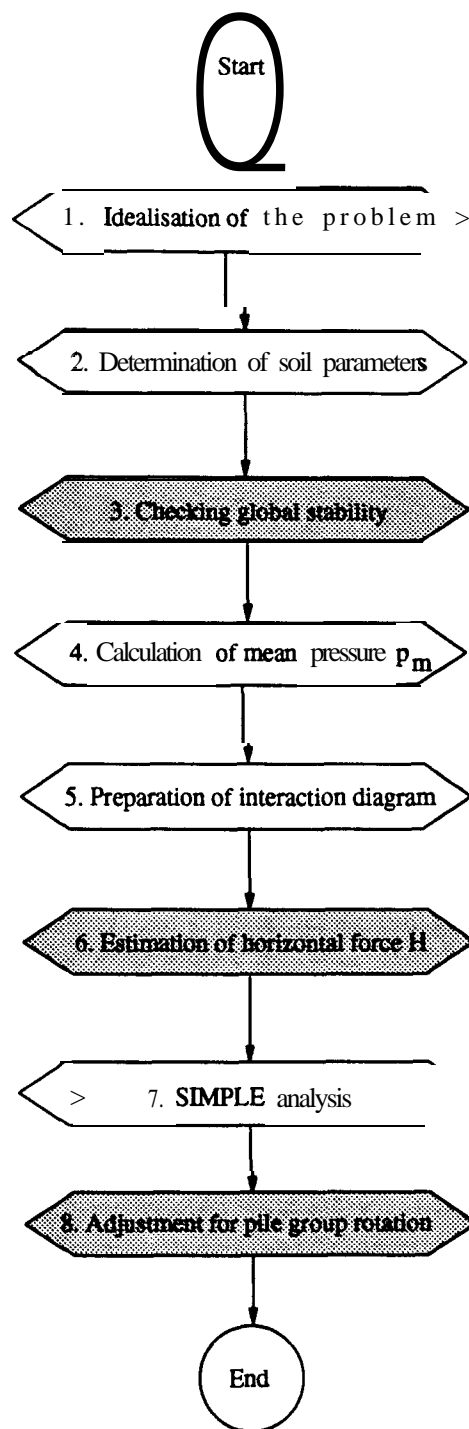 Start
1. Idealisation of the problem >
2. Determination of soil parameters
3. Checking global stability
4. Calculation of mean pressure pm
5. Preparation of interaction diagram
6. Estimation of horizontal force H
> 7. SIMPLE analysis
8. Adjustment for pile group rotation
End